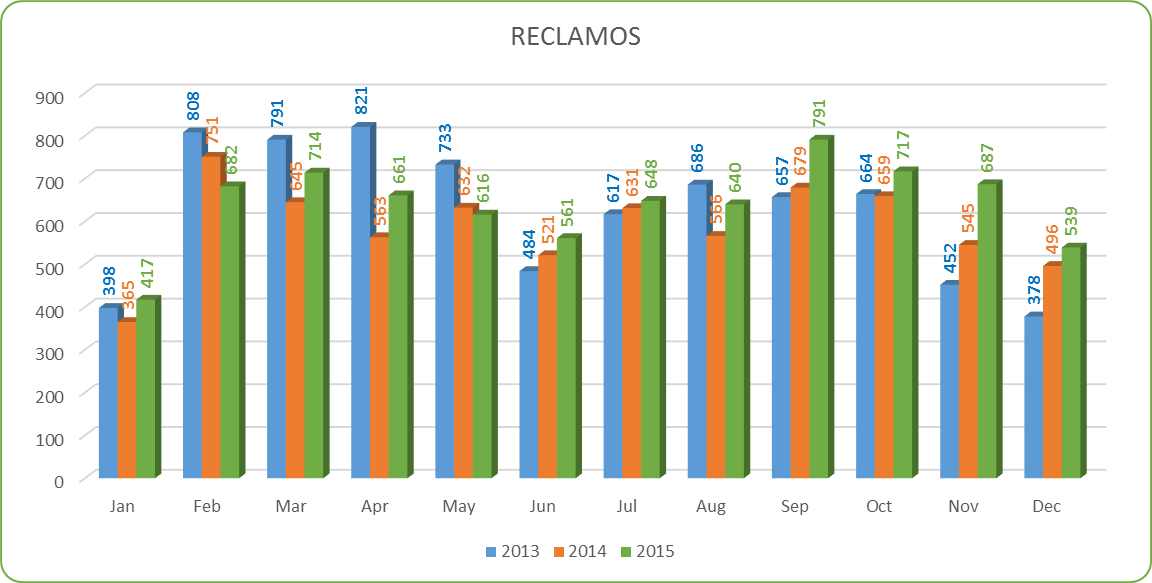 RECLAMOS
900
800
700
600
500
400
300
200
100
0
398 365 417
808 751 682
791 645 714
821 563 661
733 632 616
484 521 561
617 631 648
686 566 640
657 679 791
664 659 717
452 545 687
378 496 539
Jan Feb Mar Apr May Jun Jul Aug Sep Oct Nov Dec
2013 2014 2015